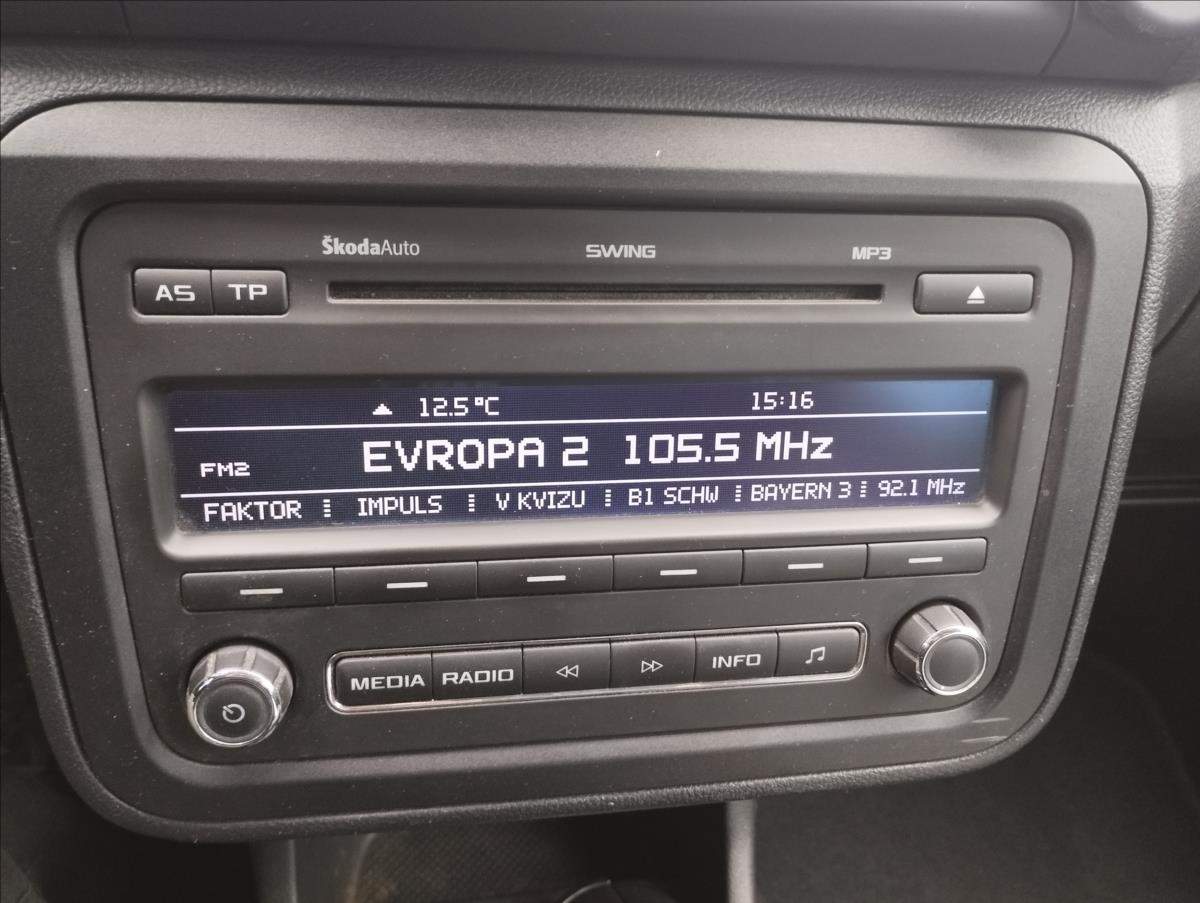 ŠkodaAuto SWING MP3
AS TP
12.5°C 15:16
FM2 EVROPA 2 105.5 MHz
FAKTOR IMPULS V KVIZU B1 SCHW BAYERN 3 92.1 MHz
MEDIA RADIO INFO